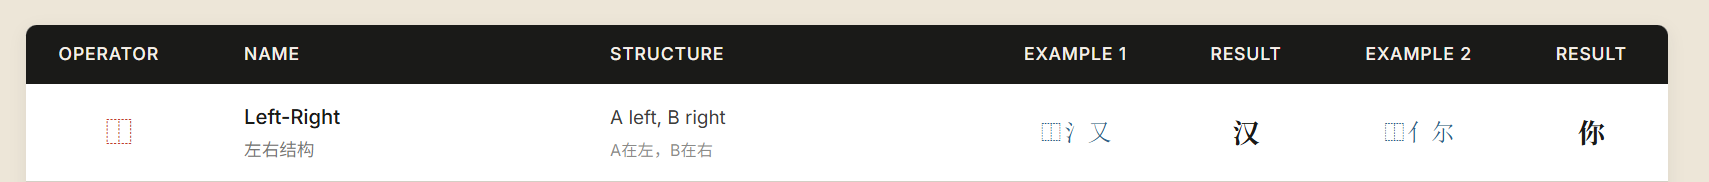 OPERATOR NAME STRUCTURE EXAMPLE 1 RESULT EXAMPLE 2 RESULT
⿰ Left-Right A left, B right ⿰氵又 汉 ⿰亻尔 你
左右结构 A在左，B在右